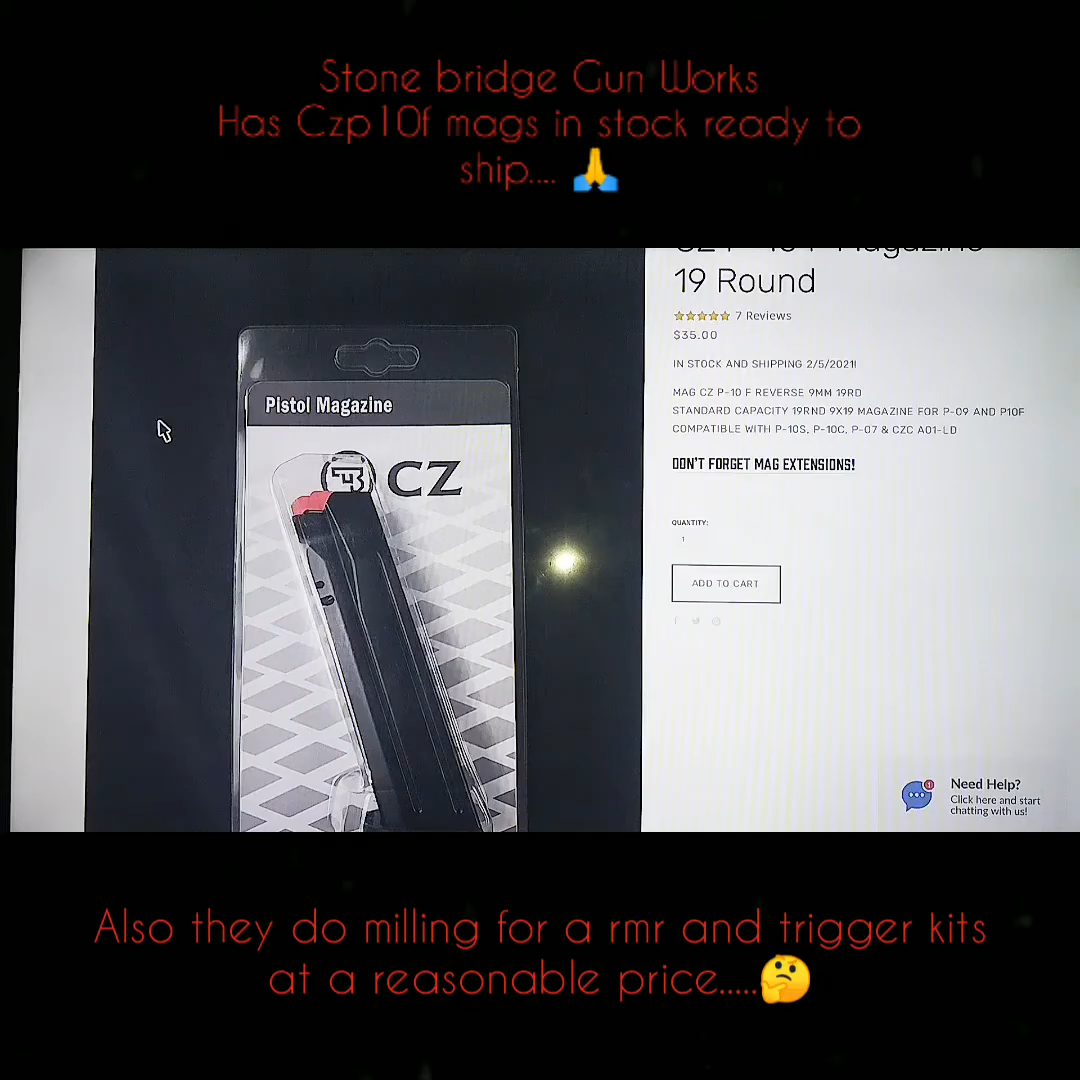 Stone bridge Gun Works
Has Czp10f mags in stock ready to
ship.... 🙏
CZ P-10 F Magazine
19 Round
7 Reviews
$35.00
IN STOCK AND SHIPPING 2/5/2021!
MAG CZ P-10 F REVERSE 9MM 19RD
STANDARD CAPACITY 19RND 9X19 MAGAZINE FOR P-09 AND P10F
COMPATIBLE WITH P-10S, P-10C, P-07 & CZC A01-LD
DON'T FORGET MAG EXTENSIONS!
QUANTITY:
1
ADD TO CART
Pistol Magazine
CZ
Need Help?
Click here and start
chatting with us!
Also they do milling for a rmr and trigger kits
at a reasonable price.....🤔